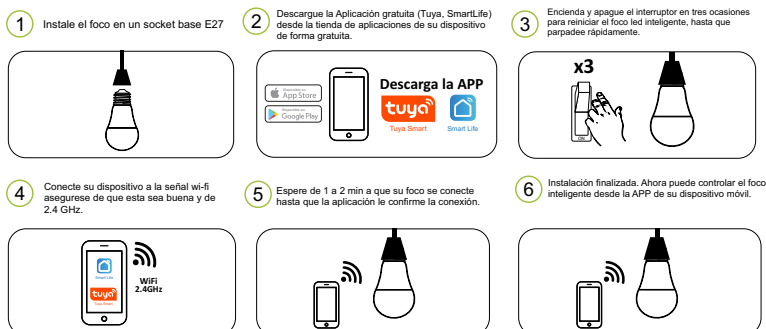 1
Instale el foco en un socket base E27
2
Descargue la Aplicación gratuita (Tuya, SmartLife)
desde la tienda de aplicaciones de su dispositivo
de forma gratuita.
3
Encienda y apague el interruptor en tres ocasiones
para reiniciar el foco led inteligente, hasta que
parpadee rápidamente.
Disponible en
App Store
Disponible en
Google Play
Descarga la APP
tuya
Tuya Smart
Smart Life
x3
ON
4
Conecte su dispositivo a la señal wi-fi
asegurese de que esta sea buena y de
2.4 GHz.
5
Espere de 1 a 2 min a que su foco se conecte
hasta que la aplicación le confirme la conexión.
6
Instalación finalizada. Ahora puede controlar el foco
inteligente desde la APP de su dispositivo móvil.
Smart Life
tuya
Tuya Smart
WiFi
2.4GHz